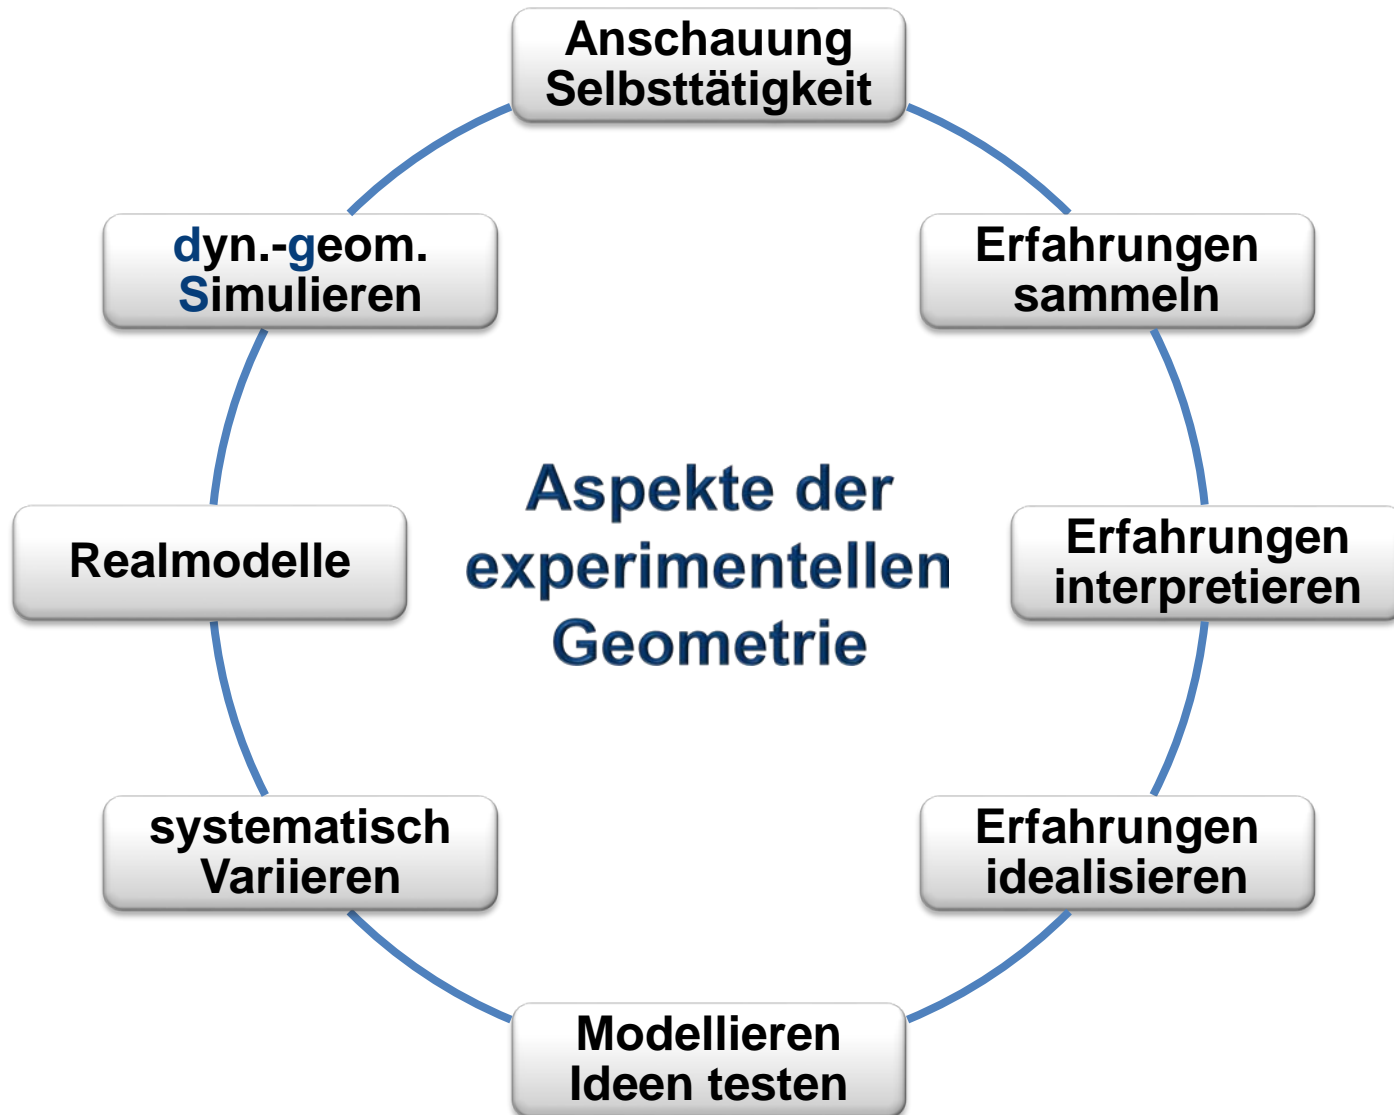 Anschauung
Selbsttätigkeit
dyn.-geom.
Simulieren
Erfahrungen
sammeln
Aspekte der
experimentellen
Geometrie
Realmodelle
Erfahrungen
interpretieren
systematisch
Variieren
Erfahrungen
idealisieren
Modellieren
Ideen testen